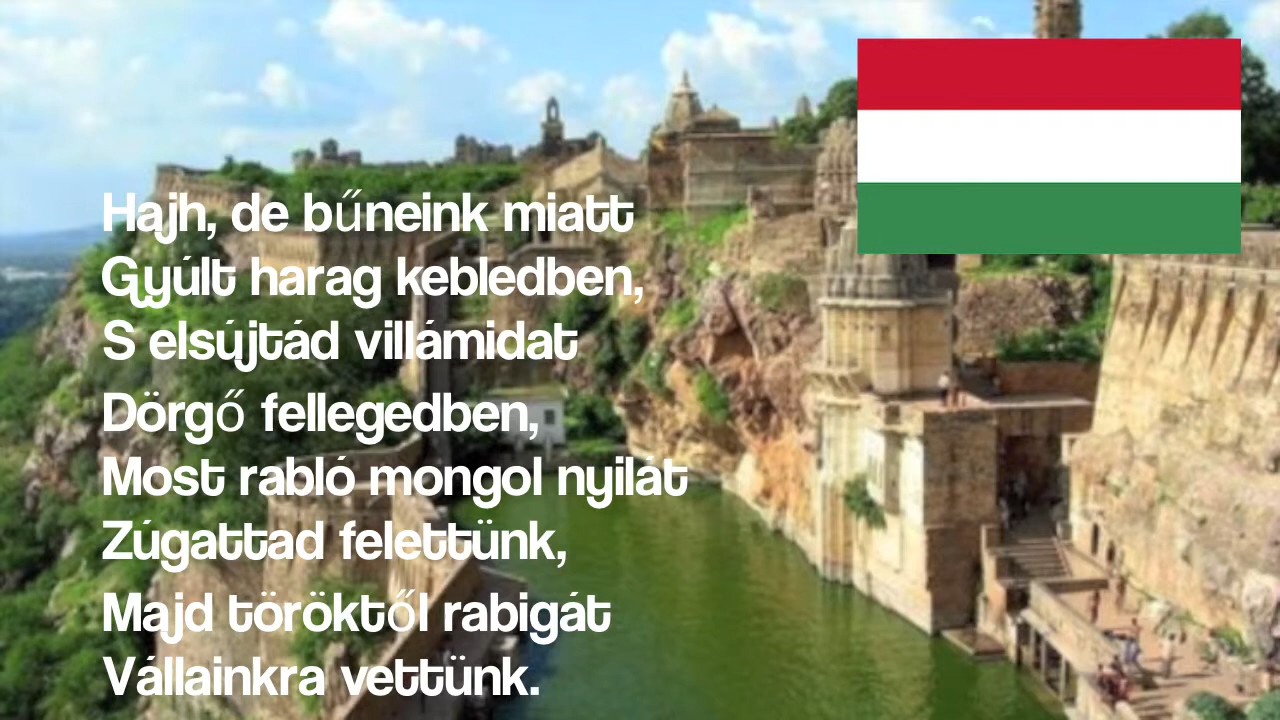 Hajh, de bűneink miatt
Gyúlt harag kebledben,
S elsújtád villámidat
Dörgő fellegedben,
Most rabló mongol nyilát
Zúgattad felettünk,
Majd töröktől rabigát
Vállainkra vettünk.